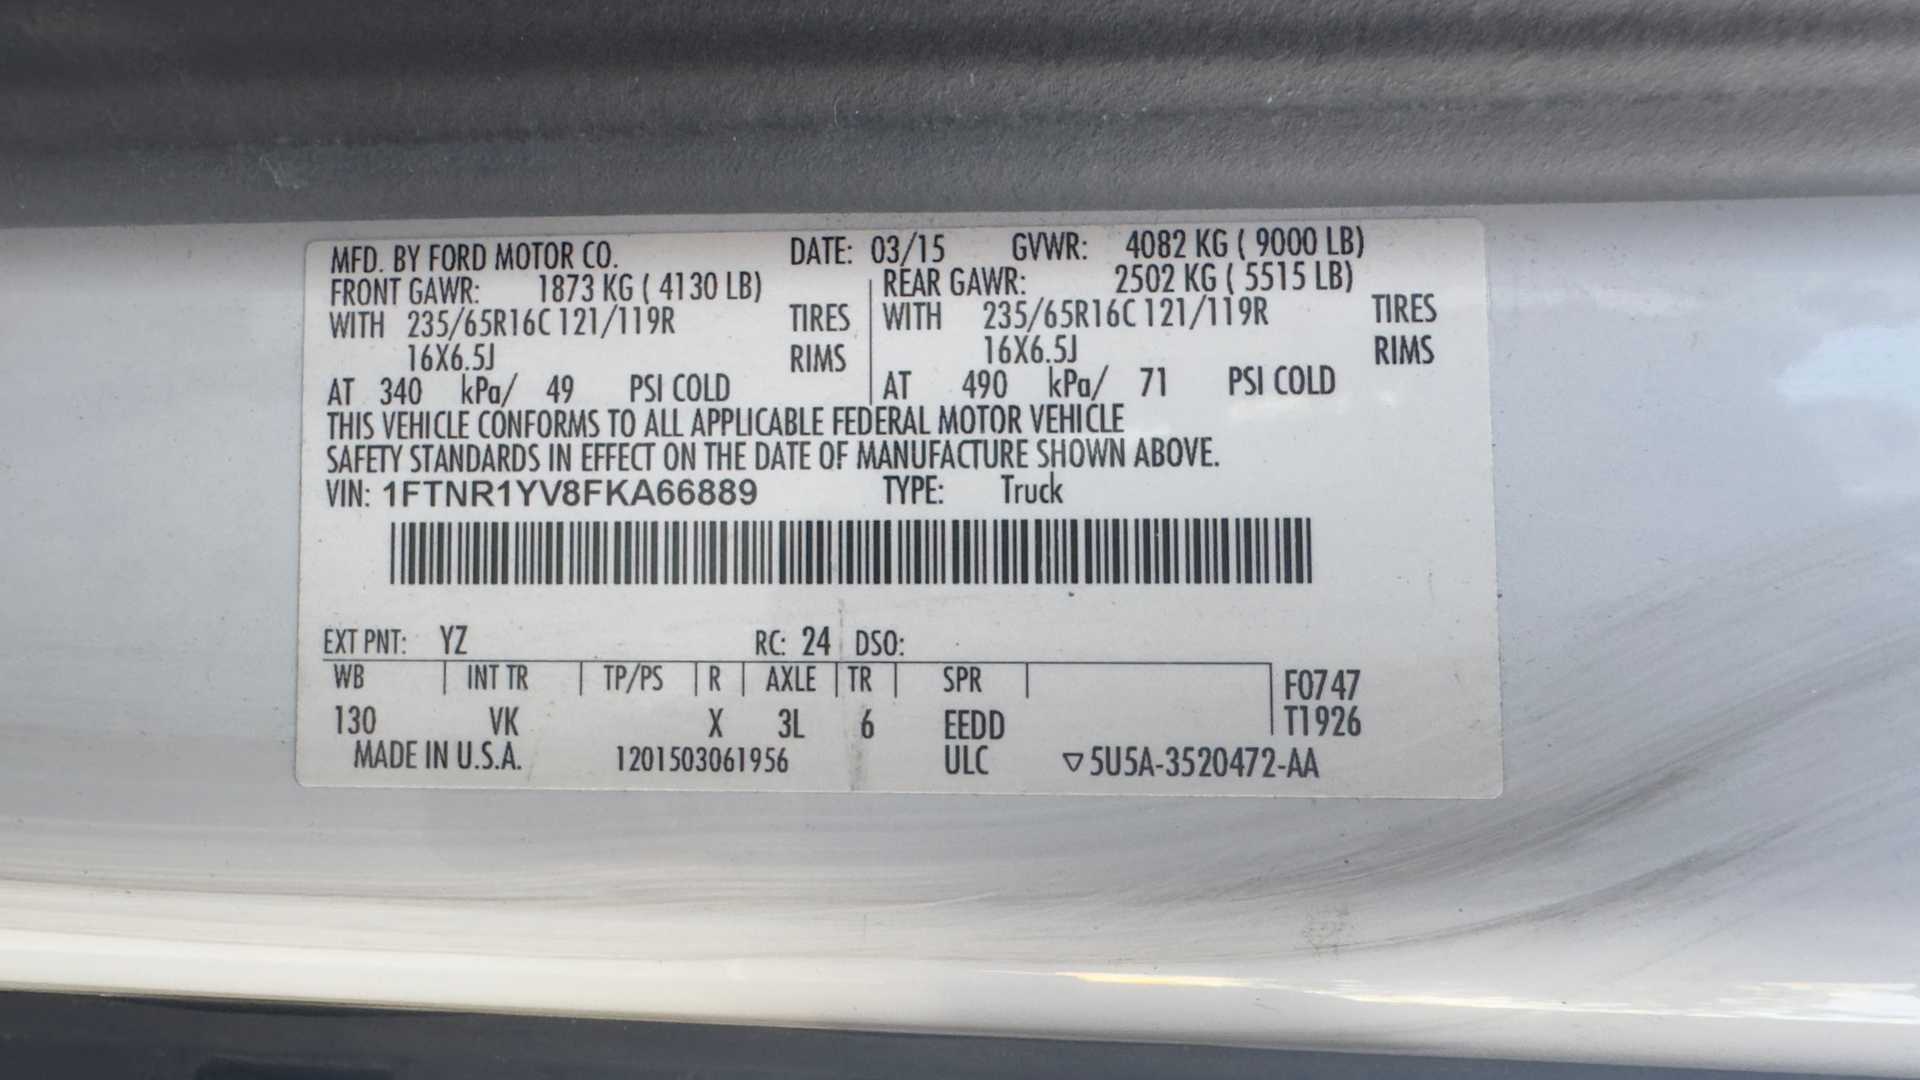 MFD. BY FORD MOTOR CO. DATE: 03/15 GVWR: 4082 KG ( 9000 LB)
FRONT GAWR: 1873 KG ( 4130 LB) REAR GAWR: 2502 KG ( 5515 LB)
WITH 235/65R16C 121/119R TIRES WITH 235/65R16C 121/119R TIRES
16X6.5J RIMS 16X6.5J RIMS
AT 340 kPa/ 49 PSI COLD AT 490 kPa/ 71 PSI COLD
THIS VEHICLE CONFORMS TO ALL APPLICABLE FEDERAL MOTOR VEHICLE
SAFETY STANDARDS IN EFFECT ON THE DATE OF MANUFACTURE SHOWN ABOVE.
VIN: 1FTNR1YV8FKA66889 TYPE: Truck
EXT PNT: YZ RC: 24 DSO:
WB INT TR TP/PS R AXLE TR SPR F0747
130 VK X 3L 6 EEDD T1926
MADE IN U.S.A. 1201503061956 ULC ▽5U5A-3520472-AA